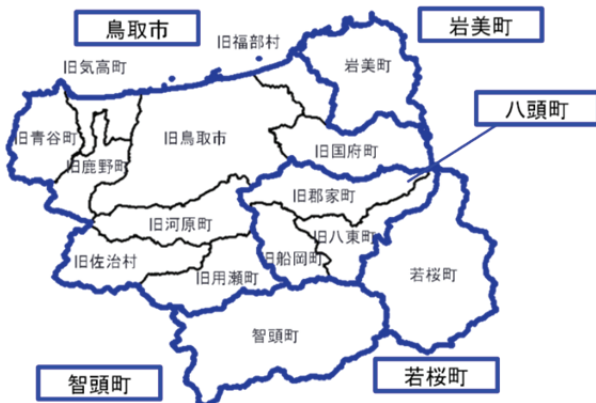 鳥取市
旧福部村
岩美町
旧気高町
岩美町
八頭町
旧青谷町
旧鹿野町
旧鳥取市
旧国府町
旧郡家町
旧河原町
旧八東町
旧佐治村
旧船岡町
旧用瀬町
若桜町
智頭町
智頭町
若桜町